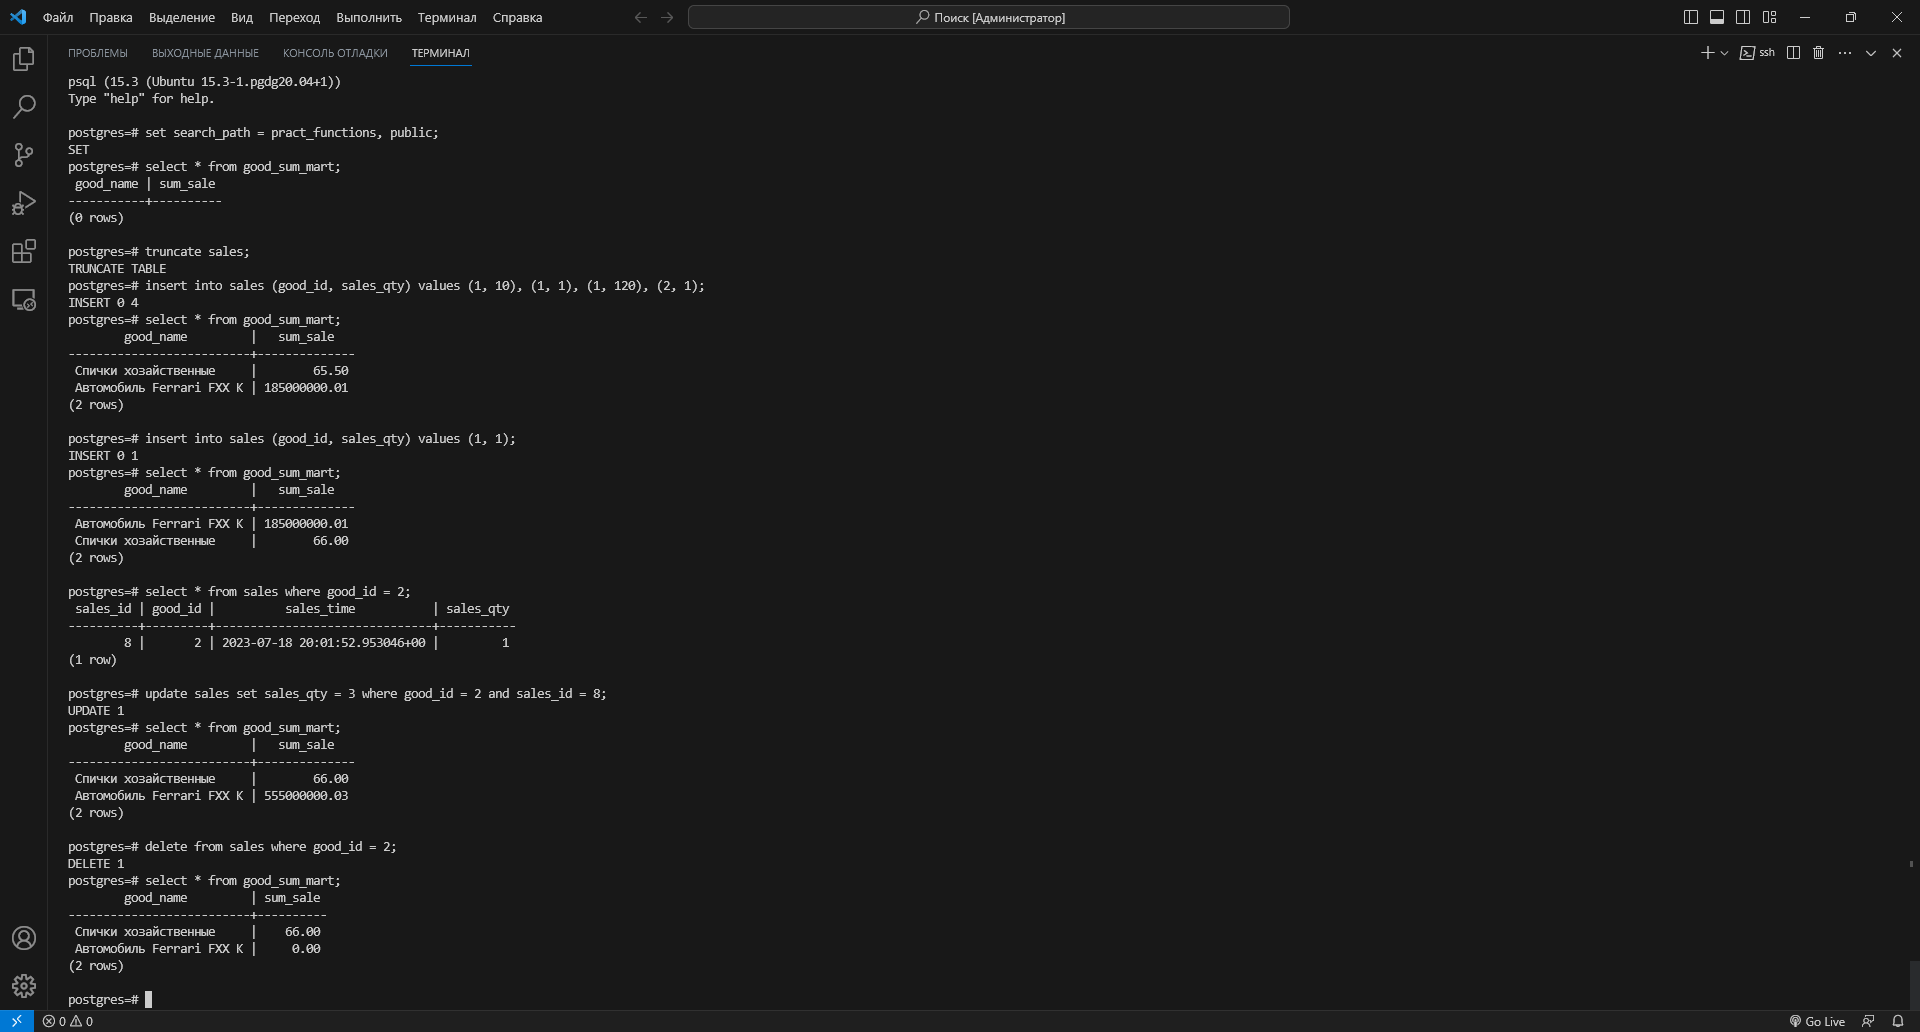 Файл Правка Выделение Вид Переход Выполнить Терминал Справка
Поиск [Администратор]
ПРОБЛЕМЫ ВЫХОДНЫЕ ДАННЫЕ КОНСОЛЬ ОТЛАДКИ ТЕРМИНАЛ
ssh
psql (15.3 (Ubuntu 15.3-1.pgdg20.04+1))
Type "help" for help.
postgres=# set search_path = pract_functions, public;
SET
postgres=# select * from good_sum_mart;
 good_name | sum_sale
-----------+----------
(0 rows)
postgres=# truncate sales;
TRUNCATE TABLE
postgres=# insert into sales (good_id, sales_qty) values (1, 10), (1, 1), (1, 120), (2, 1);
INSERT 0 4
postgres=# select * from good_sum_mart;
        good_name         |   sum_sale
--------------------------+--------------
 Спички хозайственные     |        65.50
 Автомобиль Ferrari FXX K | 185000000.01
(2 rows)
postgres=# insert into sales (good_id, sales_qty) values (1, 1);
INSERT 0 1
postgres=# select * from good_sum_mart;
        good_name         |   sum_sale
--------------------------+--------------
 Автомобиль Ferrari FXX K | 185000000.01
 Спички хозайственные     |        66.00
(2 rows)
postgres=# select * from sales where good_id = 2;
 sales_id | good_id |          sales_time           | sales_qty
----------+---------+-------------------------------+-----------
        8 |       2 | 2023-07-18 20:01:52.953046+00 |         1
(1 row)
postgres=# update sales set sales_qty = 3 where good_id = 2 and sales_id = 8;
UPDATE 1
postgres=# select * from good_sum_mart;
        good_name         |   sum_sale
--------------------------+--------------
 Спички хозайственные     |        66.00
 Автомобиль Ferrari FXX K | 555000000.03
(2 rows)
postgres=# delete from sales where good_id = 2;
DELETE 1
postgres=# select * from good_sum_mart;
        good_name         | sum_sale
--------------------------+----------
 Спички хозайственные     |    66.00
 Автомобиль Ferrari FXX K |     0.00
(2 rows)
postgres=#
0 0
Go Live